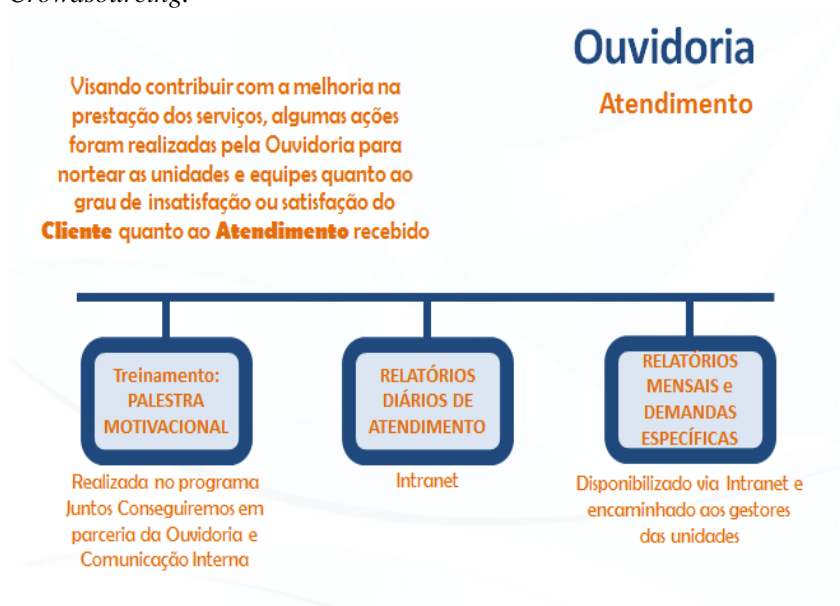 Crowdsourcing.
Ouvidoria
Atendimento
Visando contribuir com a melhoria na
prestação dos serviços, algumas ações
foram realizadas pela Ouvidoria para
nortear as unidades e equipes quanto ao
grau de insatisfação ou satisfação do
Cliente quanto ao Atendimento recebido
Treinamento:
PALESTRA
MOTIVACIONAL
Realizada no programa
Juntos Conseguiremos em
parceria da Ouvidoria e
Comunicação Interna
RELATÓRIOS
DIÁRIOS DE
ATENDIMENTO
Intranet
RELATÓRIOS
MENSAIS e
DEMANDAS
ESPECÍFICAS
Disponibilizado via Intranet e
encaminhado aos gestores
das unidades